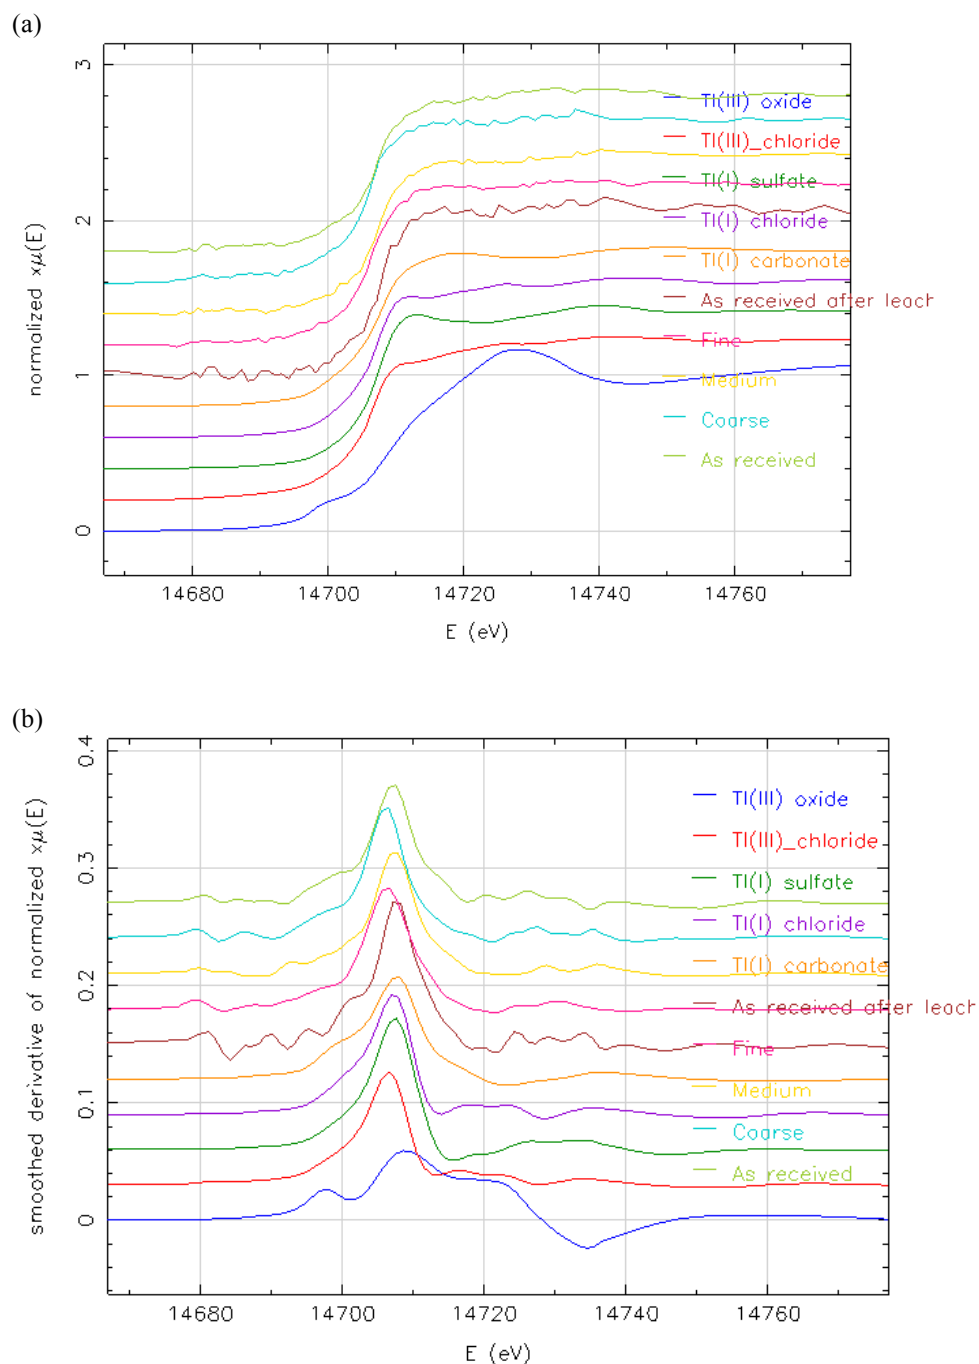 (a)
normalized xμ(E)
3
2
1
0
Tl(III) oxide
Tl(III)_chloride
Tl(I) sulfate
Tl(I) chloride
Tl(I) carbonate
As received after leach
Fine
Medium
Coarse
As received
14680 14700 14720 14740 14760
E (eV)
(b)
smoothed derivative of normalized xμ(E)
0.4
0.3
0.2
0.1
0
Tl(III) oxide
Tl(III)_chloride
Tl(I) sulfate
Tl(I) chloride
Tl(I) carbonate
As received after leach
Fine
Medium
Coarse
As received
14680 14700 14720 14740 14760
E (eV)